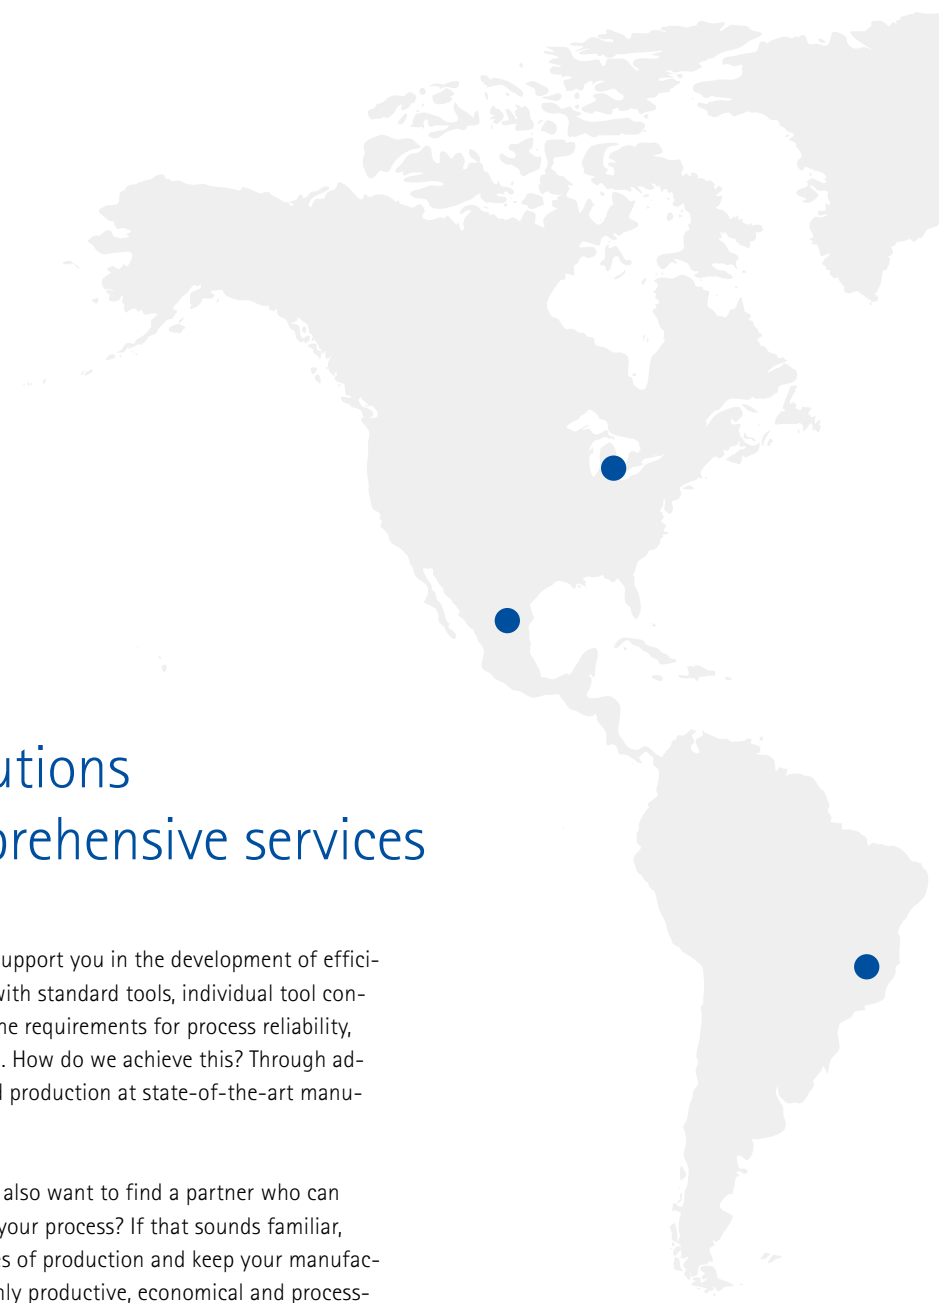 utions
prehensive services
upport you in the development of effici-
with standard tools, individual tool con-
he requirements for process reliability,
. How do we achieve this? Through ad-
d production at state-of-the-art manu-
also want to find a partner who can
your process? If that sounds familiar,
es of production and keep your manufac-
hly productive, economical and process-